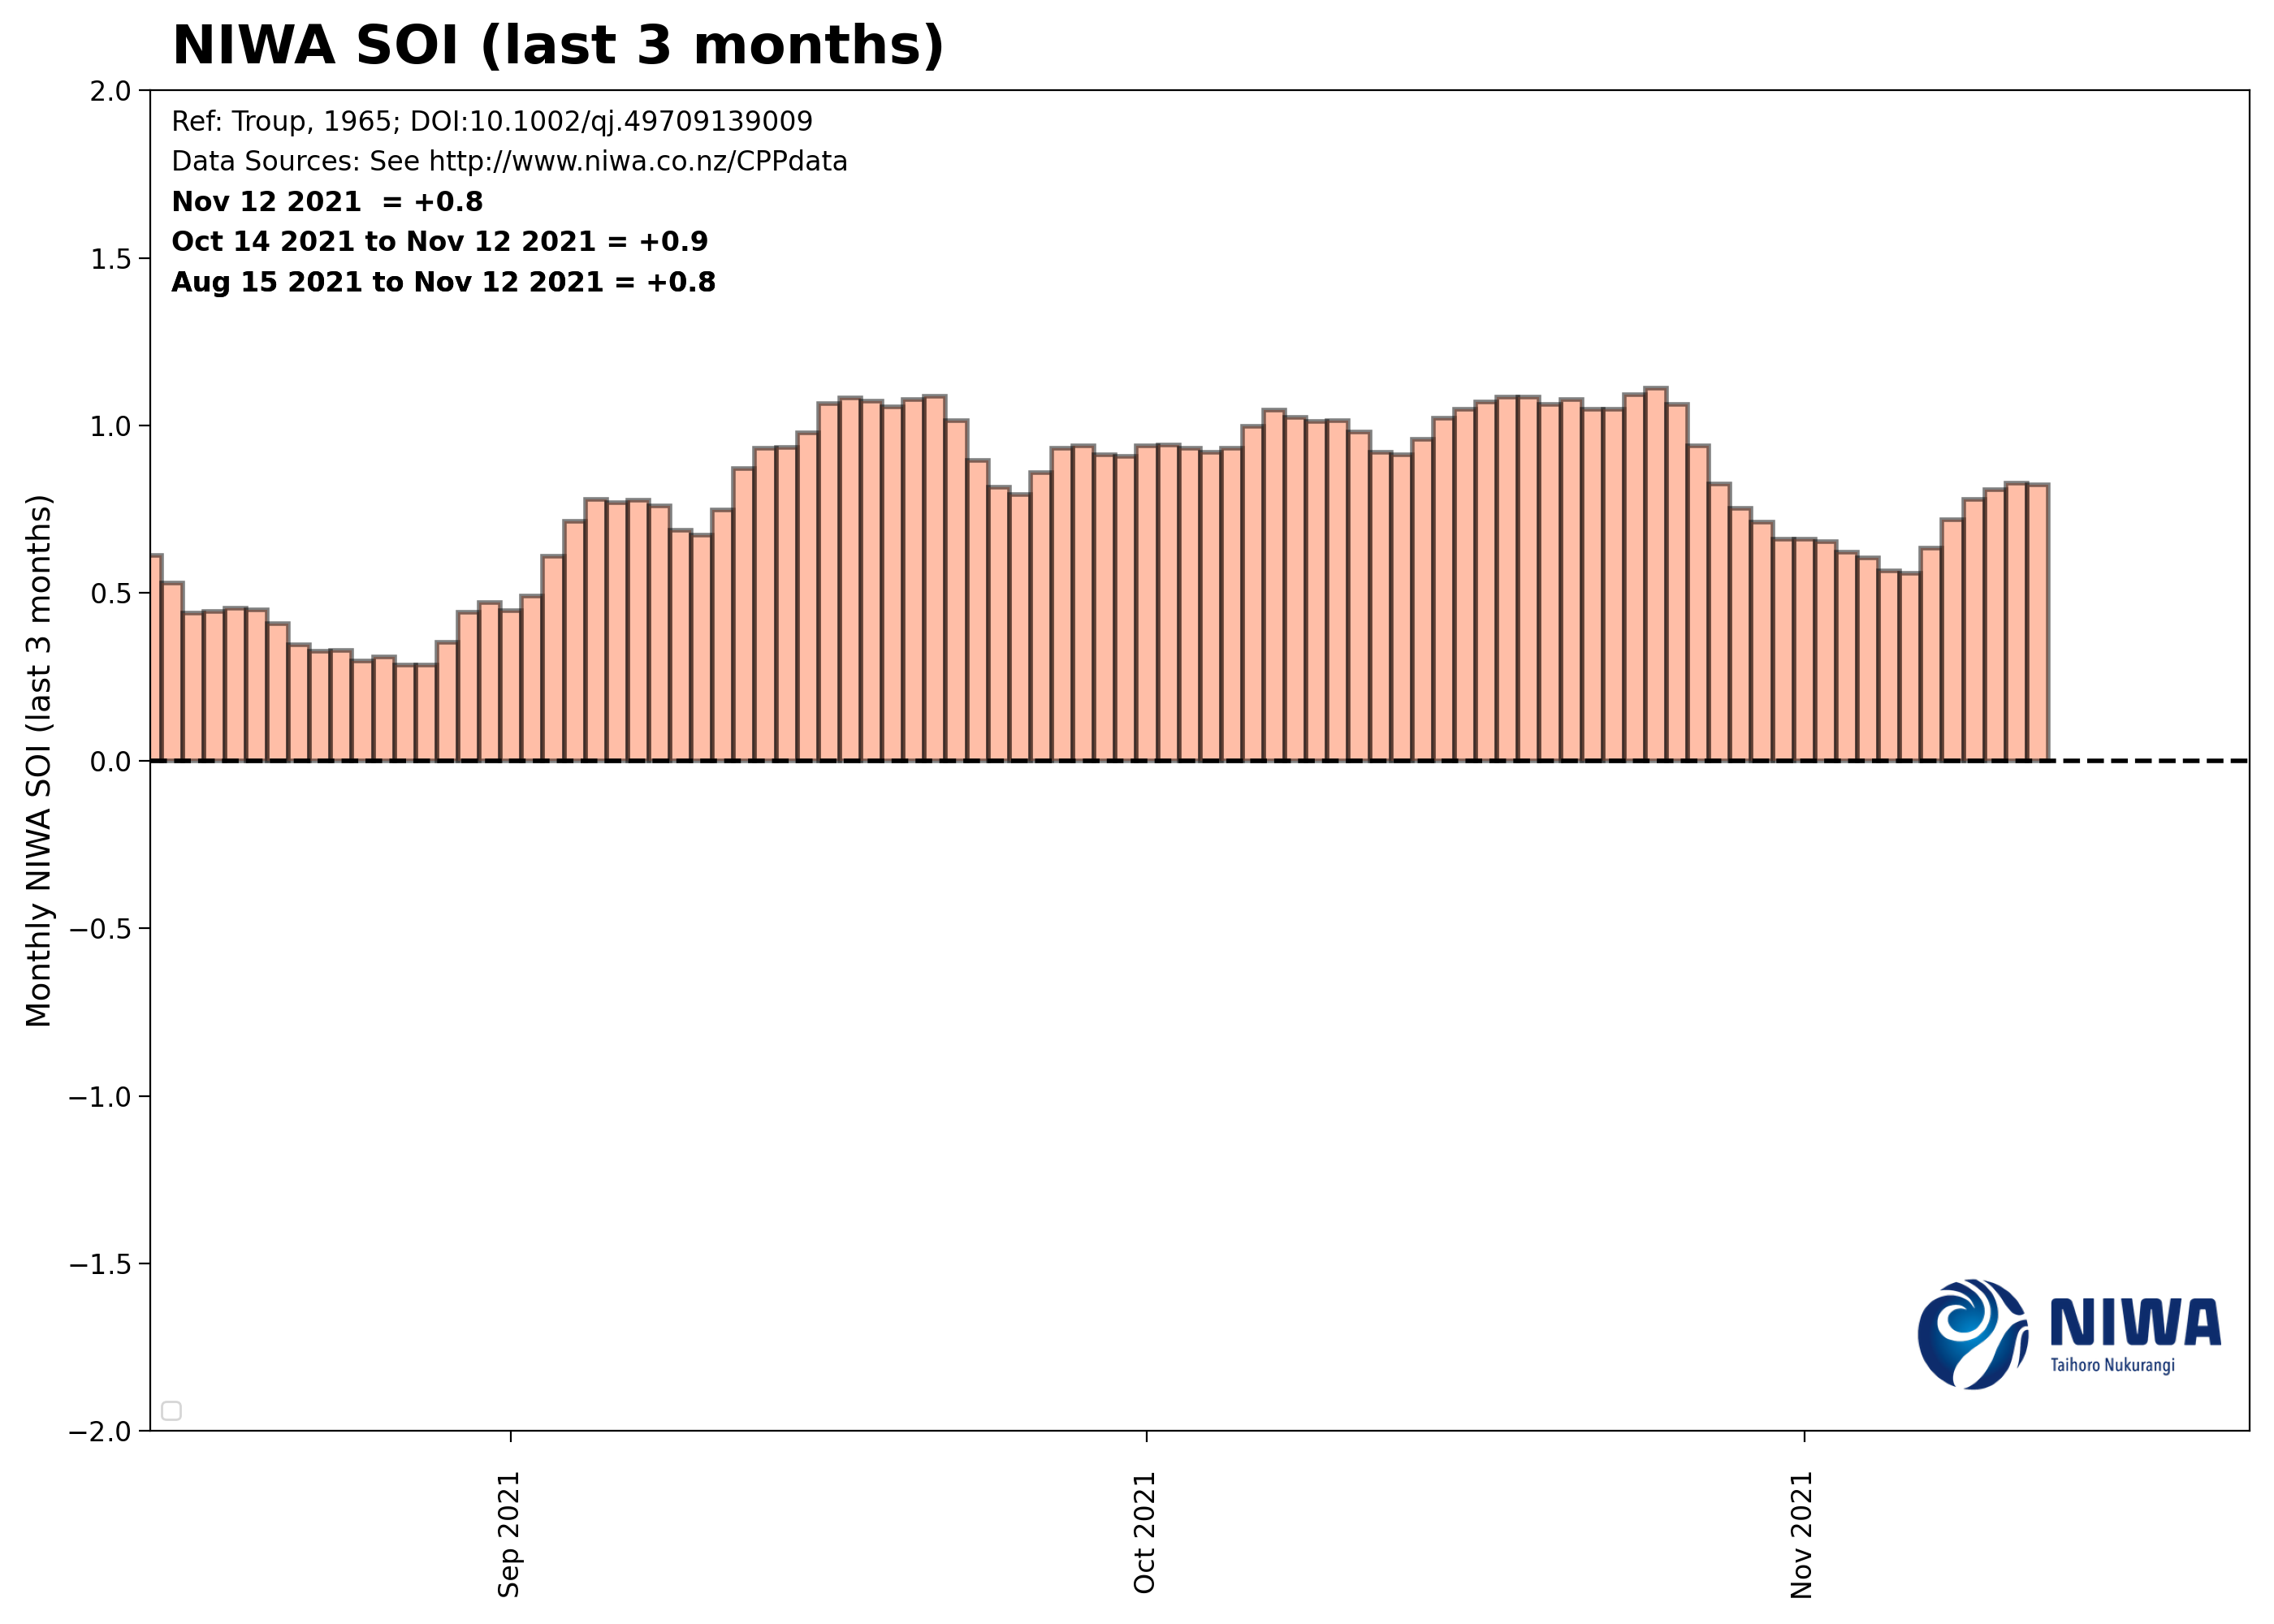 NIWA SOI (last 3 months)
Ref: Troup, 1965; DOI:10.1002/qj.49709139009
Data Sources: See http://www.niwa.co.nz/CPPdata
Nov 12 2021  = +0.8
Oct 14 2021 to Nov 12 2021 = +0.9
Aug 15 2021 to Nov 12 2021 = +0.8
Monthly NIWA SOI (last 3 months)
2.0
1.5
1.0
0.5
0.0
−0.5
−1.0
−1.5
−2.0
NIWA
Taihoro Nukurangi
Sep 2021
Oct 2021
Nov 2021